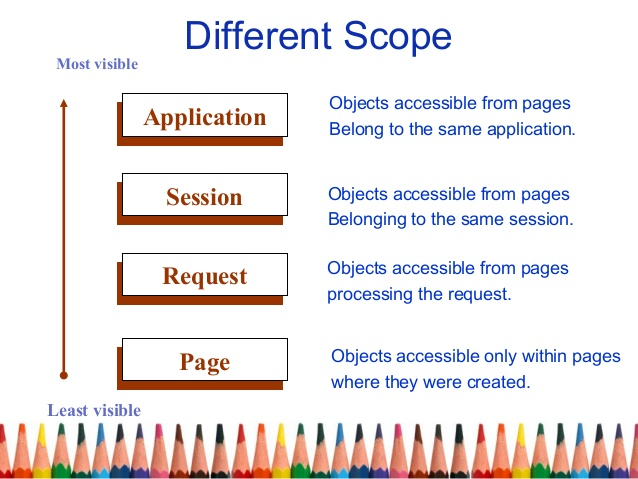 Different Scope
Most visible
Application
Objects accessible from pages
Belong to the same application.
Session
Objects accessible from pages
Belonging to the same session.
Request
Objects accessible from pages
processing the request.
Page
Objects accessible only within pages
where they were created.
Least visible